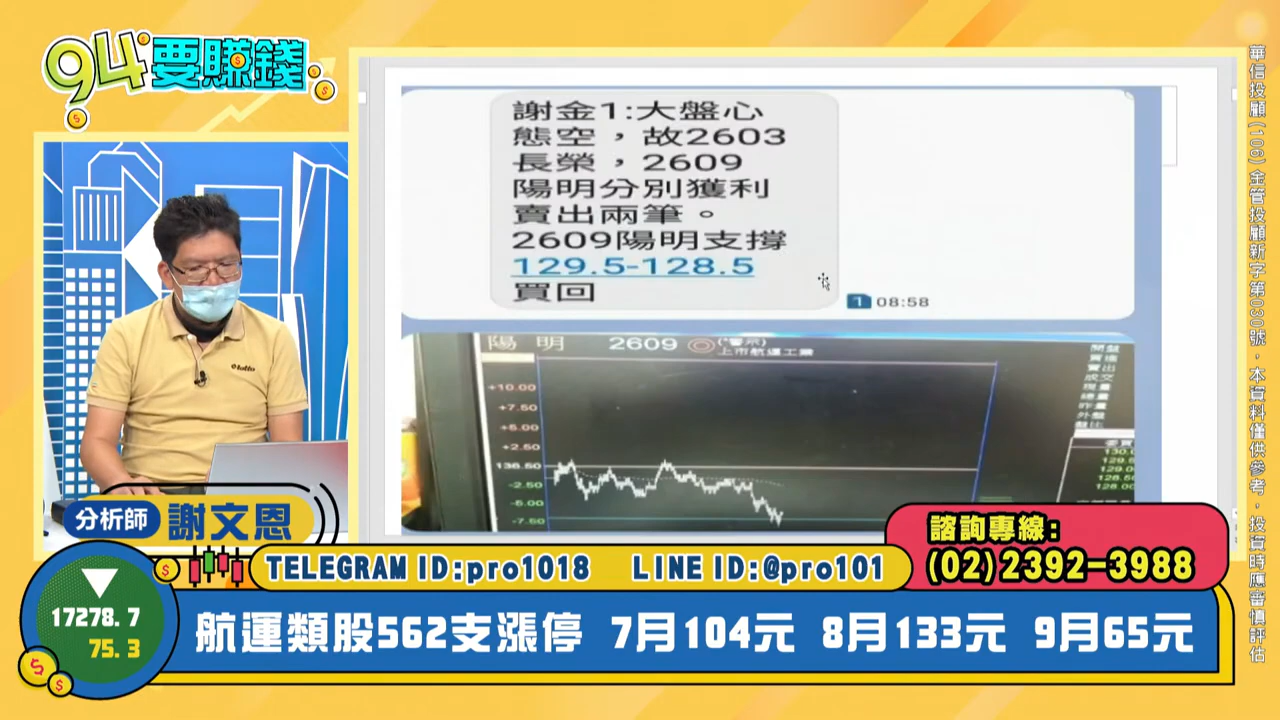 94要賺錢
謝金1:大盤心
態空，故2603
長榮，2609
陽明分別獲利
賣出兩筆。
2609陽明支撐
129.5-128.5
買回
1 08:58
陽 明 2609
上市航運工業
+10.00
+7.50
+5.00
+2.50
136.50
-2.50
-5.00
-7.50
分析師 謝文恩
TELEGRAM ID:pro1018 LINE ID:@pro101
諮詢專線:
(02)2392-3988
17278.7
75.3
航運類股562支漲停 7月104元 8月133元 9月65元
華信投顧(106)金管投顧新字第030號，本資料僅供參考，投資時應審慎評估